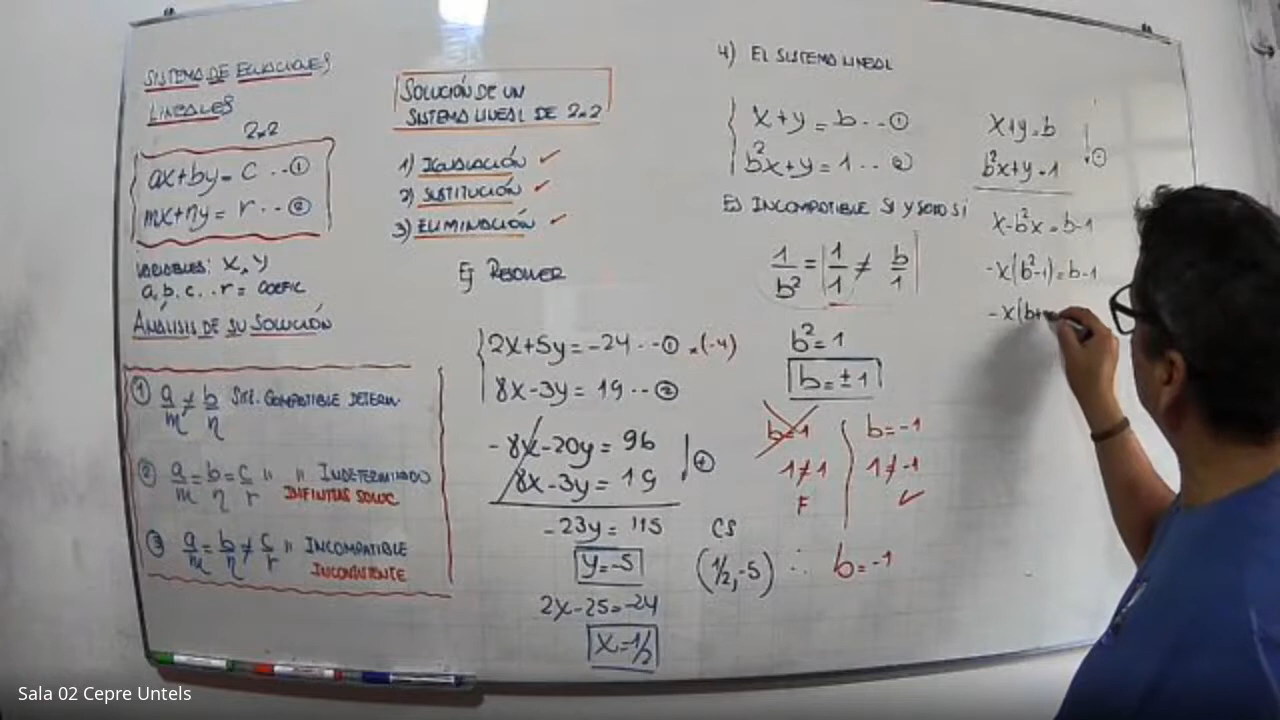 SISTEMA DE ECUACIONES
LINEALES
2x2
ax+by = c ...①
mx+ny = r ...②
VARIABLES: x, y
a, b, c...r = COEFIC
ANÁLISIS DE SU SOLUCIÓN
① a/m ≠ b/n SIST. COMPATIBLE DETERM.
② a/m = b/n = c/r " " INDETERMINADO
INFINITAS SOLUC
③ a/m = b/n ≠ c/r " INCOMPATIBLE
INCONSISTENTE
SOLUCIÓN DE UN
SISTEMA LINEAL DE 2x2
1) IGUALACIÓN ✓
2) SUSTITUCIÓN ✓
3) ELIMINACIÓN ✓
Ej RESOLVER
2x+5y = -24 ...① x(-4)
8x-3y = 19 ...②
-8x-20y = 96
8x-3y = 19
↓ +
-23y = 115
y = -5
2x-25 = -24
x = 1/2
CS
(1/2, -5)
4) EL SISTEMA LINEAL
x+y = b ...①
b²x+y = 1 ...②
ES INCOMPATIBLE SI Y SOLO SI
1/b² = 1/1 ≠ b/1
b² = 1
b = ±1
b=1
1≠1
F
b=-1
1≠-1
✓
∴ b=-1
x+y=b
b²x+y=1
↓ -
x-b²x = b-1
-x(b²-1) = b-1
-x(b+
Sala 02 Cepre Untels